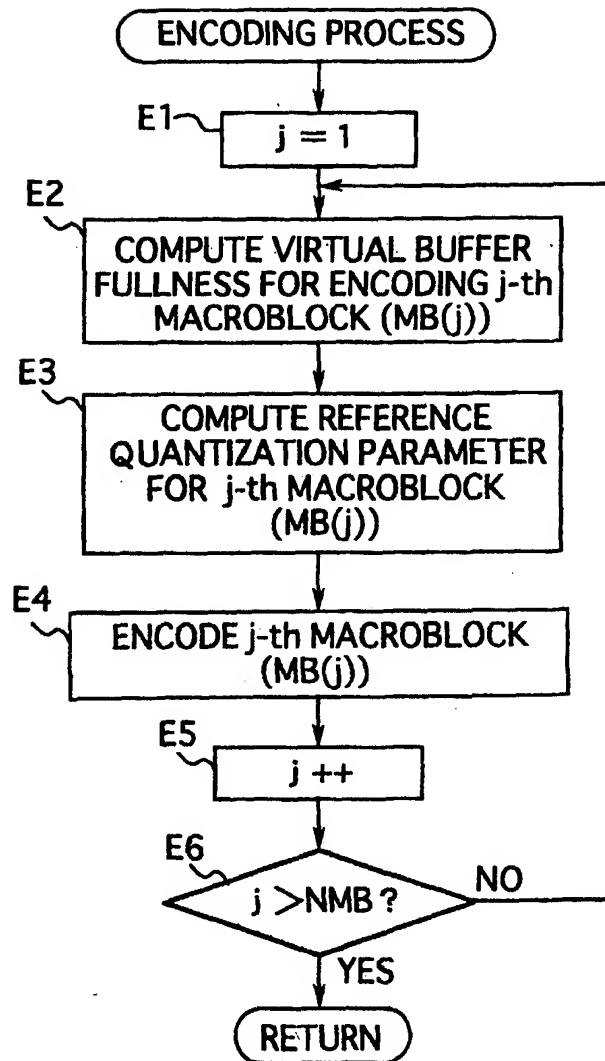 ENCODING PROCESS
E1
j = 1
E2
COMPUTE VIRTUAL BUFFER
FULLNESS FOR ENCODING j-th
MACROBLOCK (MB(j))
E3
COMPUTE REFERENCE
QUANTIZATION PARAMETER
FOR j-th MACROBLOCK
(MB(j))
E4
ENCODE j-th MACROBLOCK
(MB(j))
E5
j ++
E6
j >NMB ?
NO
YES
RETURN